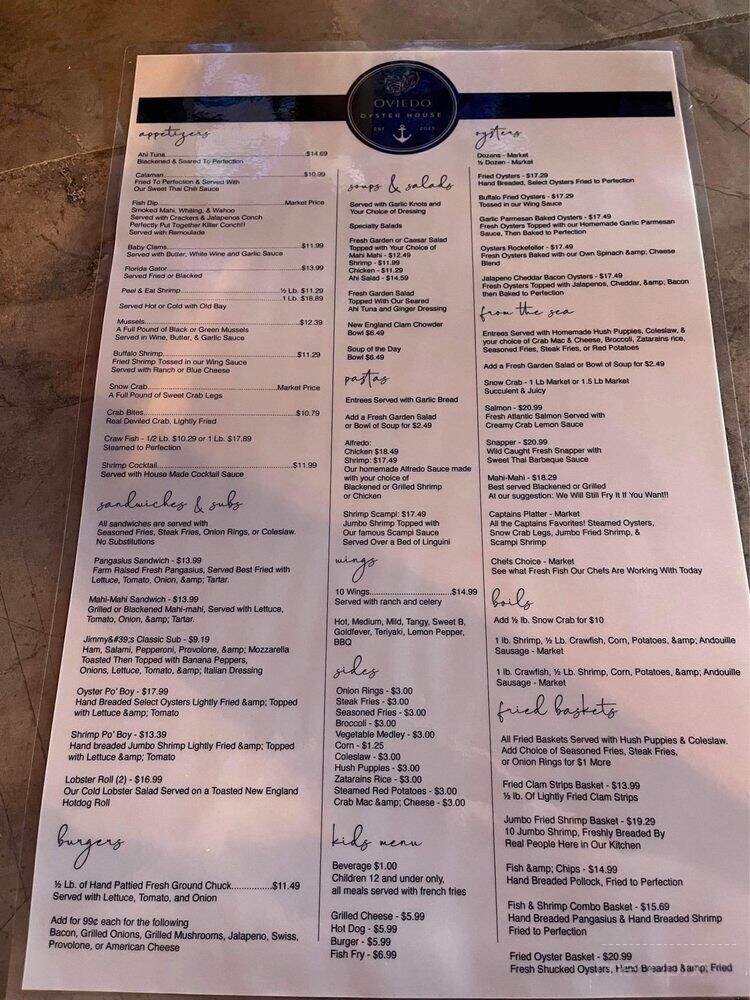 OVIEDO
OYSTER HOUSE
EST 2023
appetizers
Ahi Tuna...$14.69
Blackened & Seared To Perfection
Calamari...$10.99
Fried To Perfection & Served With
Our Sweet Thai Chili Sauce
Fish Dip...Market Price
Smoked Mahi, Whiting, & Wahoo
Served with Crackers & Jalapenos Conch
Perfectly Put Together Killer Conch!!
Served with Remoulade
Baby Clams...$11.99
Served with Butter, White Wine and Garlic Sauce
Florida Gator...$13.99
Served Fried or Blacked
Peel & Eat Shrimp...½ Lb. $11.29
...1 Lb. $18.89
Served Hot or Cold with Old Bay
Mussels...$12.39
A Full Pound of Black or Green Mussels
Served in Wine, Butter, & Garlic Sauce
Buffalo Shrimp...$11.29
Fried Shrimp Tossed in our Wing Sauce
Served with Ranch or Blue Cheese
Snow Crab...Market Price
A Full Pound of Sweet Crab Legs
Crab Bites...$10.79
Real Deviled Crab, Lightly Fried
Craw Fish - 1/2 Lb. $10.29 or 1 Lb. $17.89
Steamed to Perfection
Shrimp Cocktail...$11.99
Served with House Made Cocktail Sauce
sandwiches & subs
All sandwiches are served with
Seasoned Fries, Steak Fries, Onion Rings, or Coleslaw.
No Substitutions
Pangasius Sandwich - $13.99
Farm Raised Fresh Pangasius, Served Best Fried with
Lettuce, Tomato, Onion, &amp; Tartar.
Mahi-Mahi Sandwich - $13.99
Grilled or Blackened Mahi-mahi, Served with Lettuce,
Tomato, Onion, &amp; Tartar.
Jimmy&#39;s Classic Sub - $9.19
Ham, Salami, Pepperoni, Provolone, &amp; Mozzarella
Toasted Then Topped with Banana Peppers,
Onions, Lettuce, Tomato, &amp; Italian Dressing
Oyster Po' Boy - $17.99
Hand Breaded Select Oysters Lightly Fried &amp; Topped
with Lettuce &amp; Tomato
Shrimp Po' Boy - $13.39
Hand breaded Jumbo Shrimp Lightly Fried &amp; Topped
with Lettuce &amp; Tomato
Lobster Roll (2) - $16.99
Our Cold Lobster Salad Served on a Toasted New England
Hotdog Roll
burgers
½ Lb. of Hand Pattied Fresh Ground Chuck...$11.49
Served with Lettuce, Tomato, and Onion
Add for 99¢ each for the following
Bacon, Grilled Onions, Grilled Mushrooms, Jalapeno, Swiss,
Provolone, or American Cheese
soups & salads
Served with Garlic Knots and
Your Choice of Dressing
Specialty Salads
Fresh Garden or Caesar Salad
Topped with Your Choice of
Mahi Mahi - $12.49
Shrimp - $11.99
Chicken - $11.29
Ahi Salad - $14.59
Fresh Garden Salad
Topped With Our Seared
Ahi Tuna and Ginger Dressing
New England Clam Chowder
Bowl $6.49
Soup of the Day
Bowl $6.49
pastas
Entrees Served with Garlic Bread
Add a Fresh Garden Salad
or Bowl of Soup for $2.49
Alfredo:
Chicken $18.49
Shrimp: $17.49
Our homemade Alfredo Sauce made
with your choice of
Blackened or Grilled Shrimp
or Chicken
Shrimp Scampi: $17.49
Jumbo Shrimp Topped with
Our famous Scampi Sauce
Served Over a Bed of Linguini
wings
10 Wings...$14.99
Served with ranch and celery
Hot, Medium, Mild, Tangy, Sweet B,
Goldfever, Teriyaki, Lemon Pepper,
BBQ
sides
Onion Rings - $3.00
Steak Fries - $3.00
Seasoned Fries - $3.00
Broccoli - $3.00
Vegetable Medley - $3.00
Corn - $1.25
Coleslaw - $3.00
Hush Puppies - $3.00
Zatarains Rice - $3.00
Steamed Red Potatoes - $3.00
Crab Mac &amp; Cheese - $3.00
kids menu
Beverage $1.00
Children 12 and under only,
all meals served with french fries
Grilled Cheese - $5.99
Hot Dog - $5.99
Burger - $5.99
Fish Fry - $6.99
oysters
Dozens - Market
½ Dozen - Market
Fried Oysters - $17.29
Hand Breaded, Select Oysters Fried to Perfection
Buffalo Fried Oysters - $17.29
Tossed in our Wing Sauce
Garlic Parmesan Baked Oysters - $17.49
Fresh Oysters Topped with our Homemade Garlic Parmesan
Sauce, Then Baked to Perfection
Oysters Rockefeller - $17.49
Fresh Oysters Baked with our Own Spinach &amp; Cheese
Blend
Jalapeno Cheddar Bacon Oysters - $17.49
Fresh Oysters Topped with Jalapenos, Cheddar, &amp; Bacon
then Baked to Perfection
from the sea
Entrees Served with Homemade Hush Puppies, Coleslaw, &
your choice of Crab Mac & Cheese, Broccoli, Zatarains rice,
Seasoned Fries, Steak Fries, or Red Potatoes
Add a Fresh Garden Salad or Bowl of Soup for $2.49
Snow Crab - 1 Lb Market or 1.5 Lb Market
Succulent & Juicy
Salmon - $20.99
Fresh Atlantic Salmon Served with
Creamy Crab Lemon Sauce
Snapper - $20.99
Wild Caught Fresh Snapper with
Sweet Thai Barbeque Sauce
Mahi-Mahi - $18.29
Best served Blackened or Grilled
At our suggestion: We Will Still Fry It If You Want!!
Captains Platter - Market
All the Captains Favorites! Steamed Oysters,
Snow Crab Legs, Jumbo Fried Shrimp, &
Scampi Shrimp
Chefs Choice - Market
See what Fresh Fish Our Chefs Are Working With Today
boils
Add ½ lb. Snow Crab for $10
1 lb. Shrimp, ½ Lb. Crawfish, Corn, Potatoes, &amp; Andouille
Sausage - Market
1 lb. Crawfish, ½ Lb. Shrimp, Corn, Potatoes, &amp; Andouille
Sausage - Market
fried baskets
All Fried Baskets Served with Hush Puppies & Coleslaw.
Add Choice of Seasoned Fries, Steak Fries,
or Onion Rings for $1 More
Fried Clam Strips Basket - $13.99
½ lb. Of Lightly Fried Clam Strips
Jumbo Fried Shrimp Basket - $19.29
10 Jumbo Shrimp, Freshly Breaded By
Real People Here in Our Kitchen
Fish &amp; Chips - $14.99
Hand Breaded Pollock, Fried to Perfection
Fish & Shrimp Combo Basket - $15.69
Hand Breaded Pangasius & Hand Breaded Shrimp
Fried to Perfection
Fried Oyster Basket - $20.99
Fresh Shucked Oysters, Hand Breaded &amp; Fried